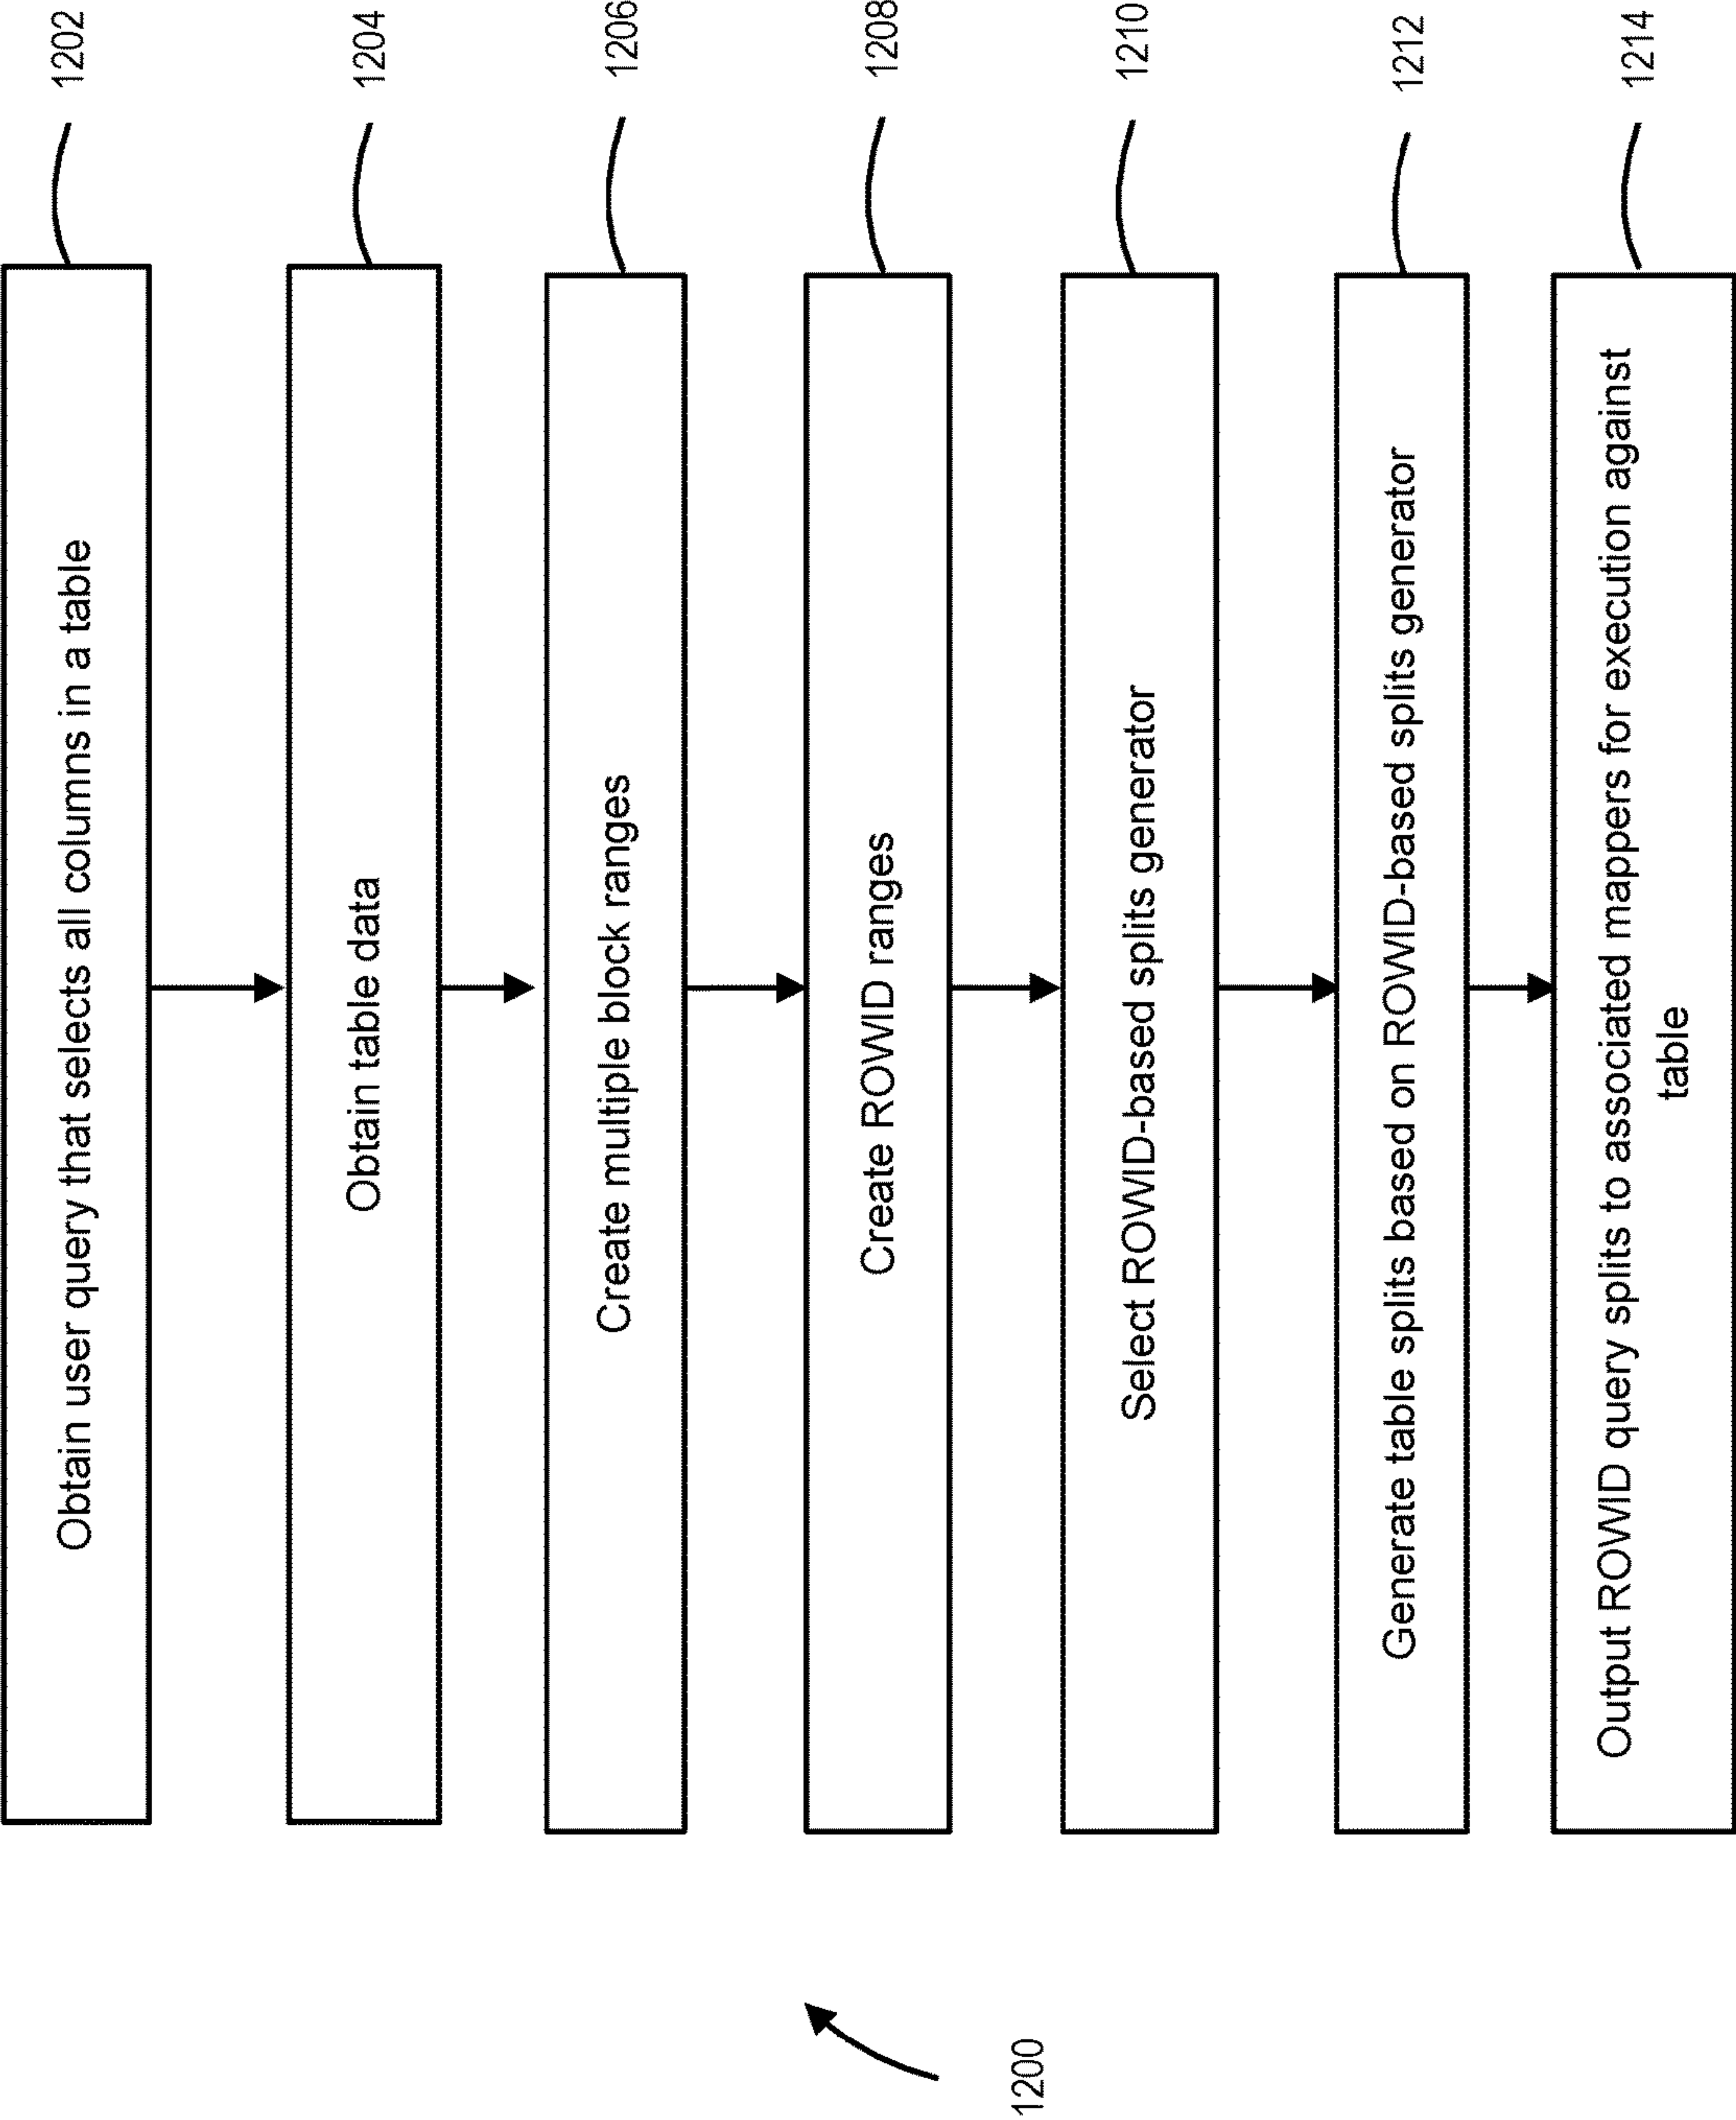 1200
Obtain user query that selects all columns in a table
1202
Obtain table data
1204
Create multiple block ranges
1206
Create ROWID ranges
1208
Select ROWID-based splits generator
1210
Generate table splits based on ROWID-based splits generator
1212
Output ROWID query splits to associated mappers for execution against
table
1214